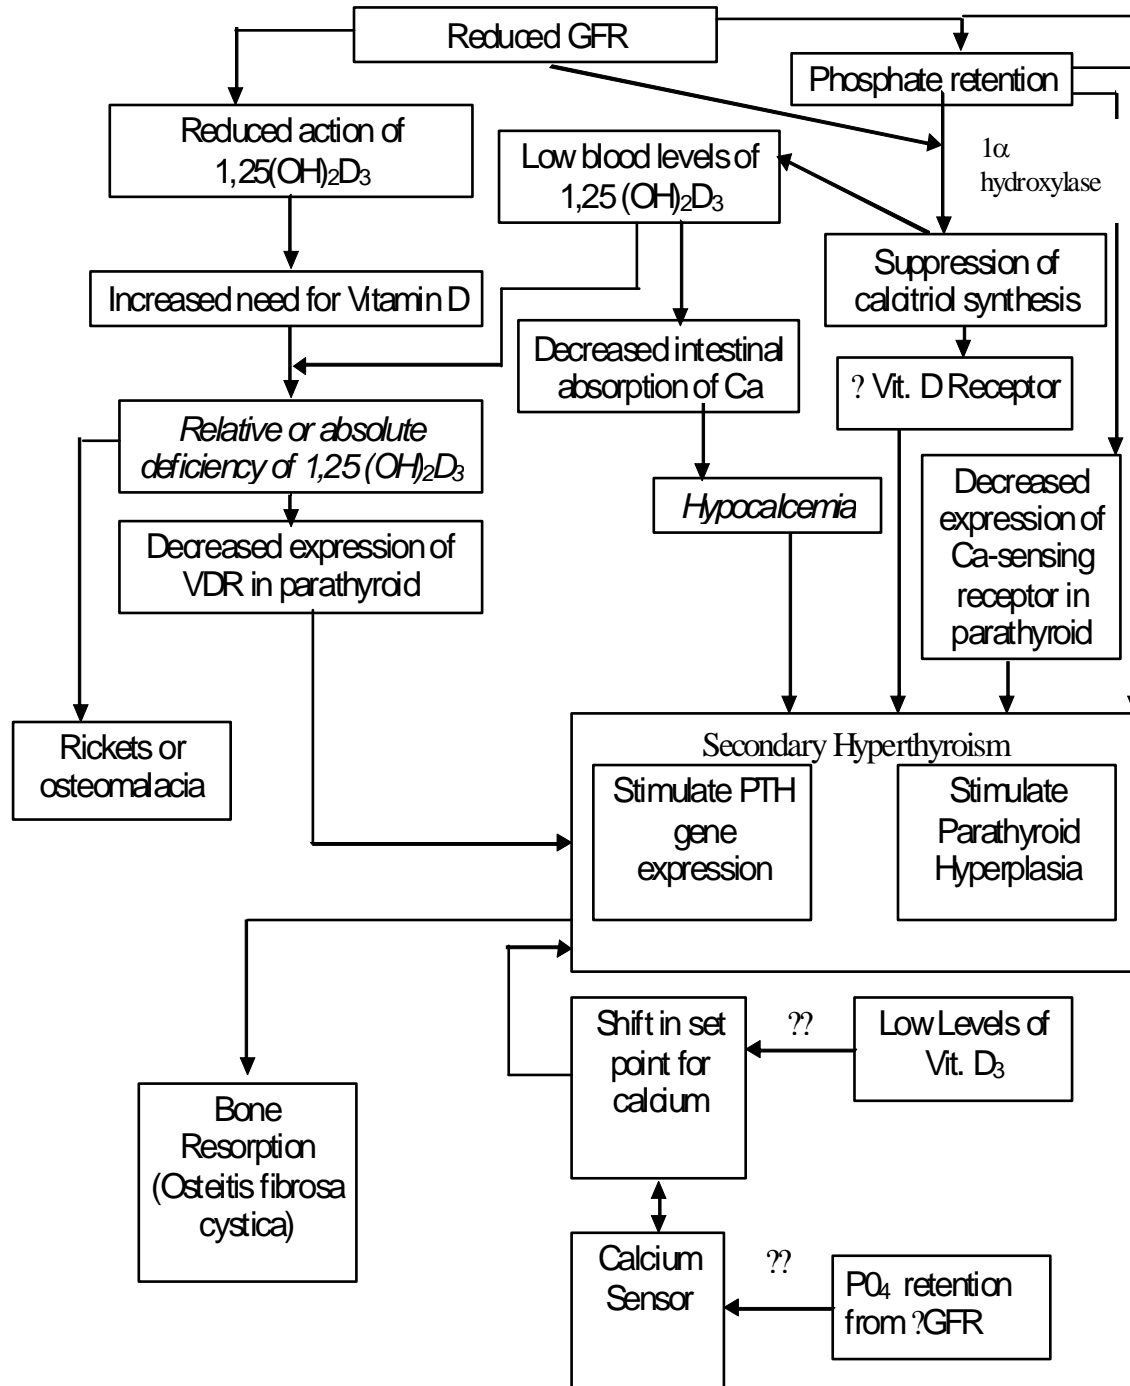 Reduced GFR
Phosphate retention
Reduced action of
1,25(OH)₂D₃
Low blood levels of
1,25 (OH)₂D₃
1α
hydroxylase
Increased need for Vitamin D
Suppression of
calcitriol synthesis
Decreased intestinal
absorption of Ca
? Vit. D Receptor
Relative or absolute
deficiency of 1,25 (OH)₂D₃
Hypocalcemia
Decreased
expression of
Ca-sensing
receptor in
parathyroid
Decreased expression of
VDR in parathyroid
Rickets or
osteomalacia
Secondary Hyperthyroism
Stimulate PTH
gene
expression
Stimulate
Parathyroid
Hyperplasia
Shift in set
point for
calcium
??
Low Levels of
Vit. D₃
Bone
Resorption
(Osteitis fibrosa
cystica)
Calcium
Sensor
??
P0₄ retention
from ?GFR